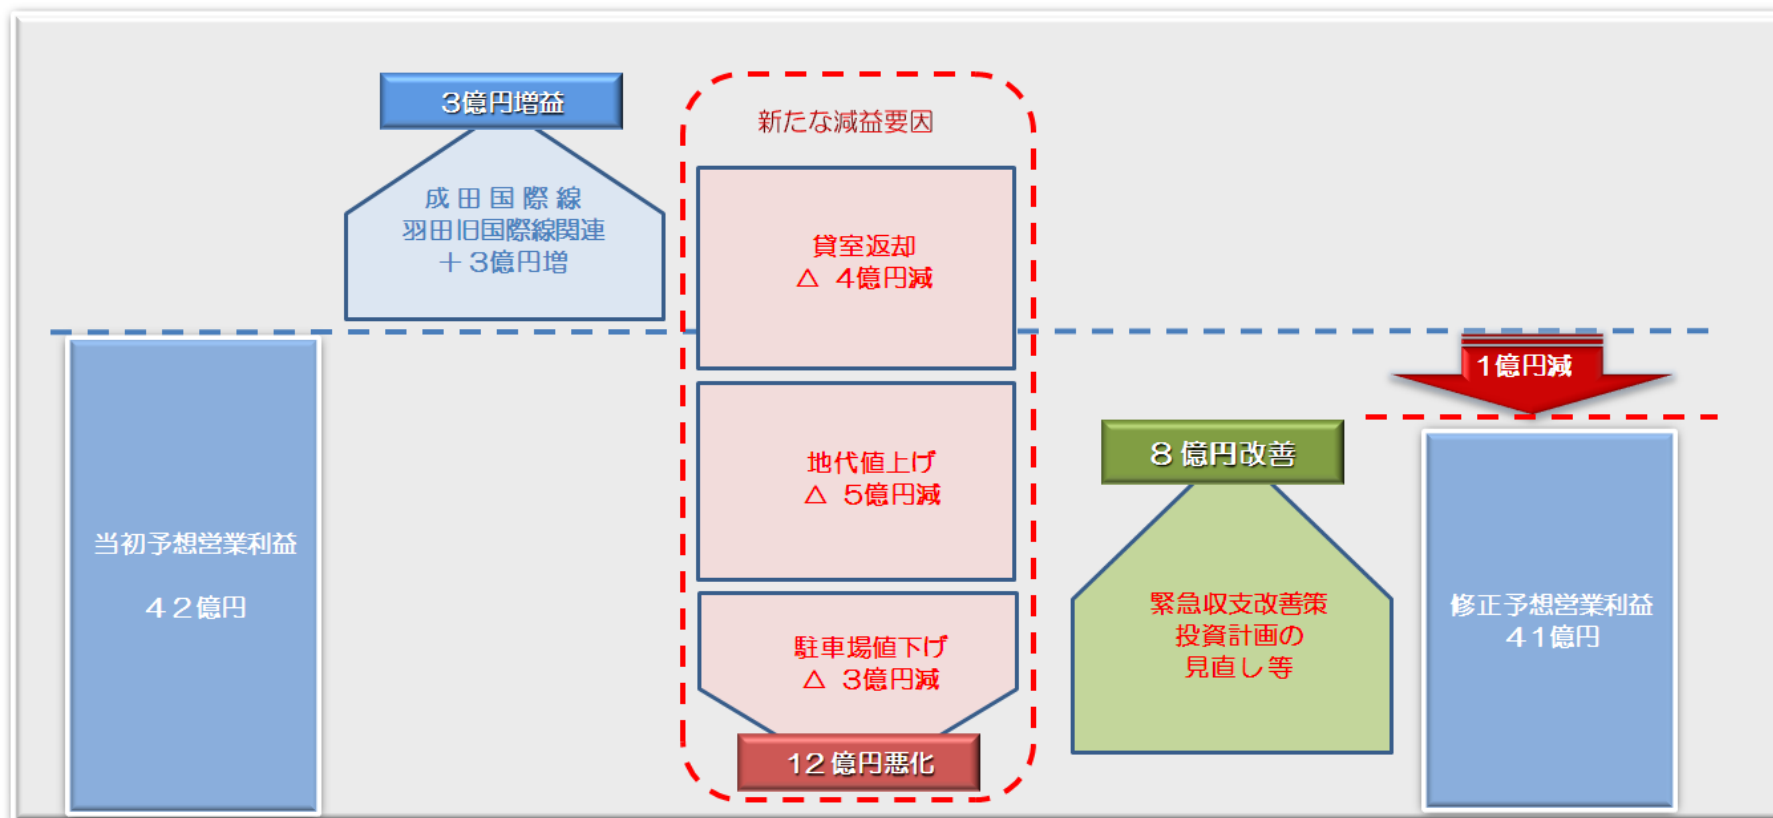 3億円増益
成田国際線
羽田旧国際線関連
＋3億円増
新たな減益要因
貸室返却
△ 4億円減
地代値上げ
△ 5億円減
駐車場値下げ
△ 3億円減
12億円悪化
8億円改善
緊急収支改善策
投資計画の
見直し等
1億円減
当初予想営業利益
42億円
修正予想営業利益
41億円